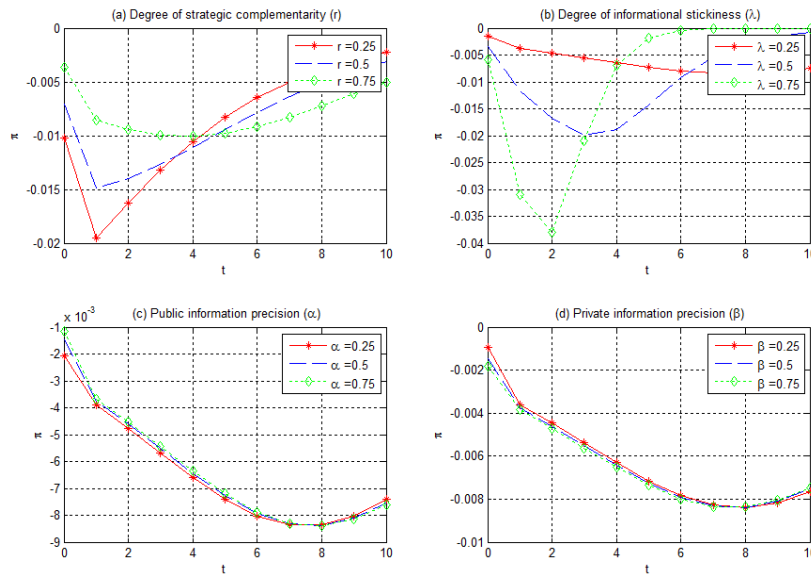 (a) Degree of strategic complementarity (r)
0
-0.005
-0.01
-0.015
-0.02
π
0 2 4 6 8 10
t
r =0.25
r =0.5
r =0.75
(b) Degree of informational stickiness (λ)
0
-0.005
-0.01
-0.015
-0.02
-0.025
-0.03
-0.035
-0.04
π
0 2 4 6 8 10
t
λ =0.25
λ =0.5
λ =0.75
(c) Public information precision (α)
x 10⁻³
-1
-2
-3
-4
-5
-6
-7
-8
-9
π
0 2 4 6 8 10
t
α =0.25
α =0.5
α =0.75
(d) Private information precision (β)
0
-0.002
-0.004
-0.006
-0.008
-0.01
π
0 2 4 6 8 10
t
β =0.25
β =0.5
β =0.75